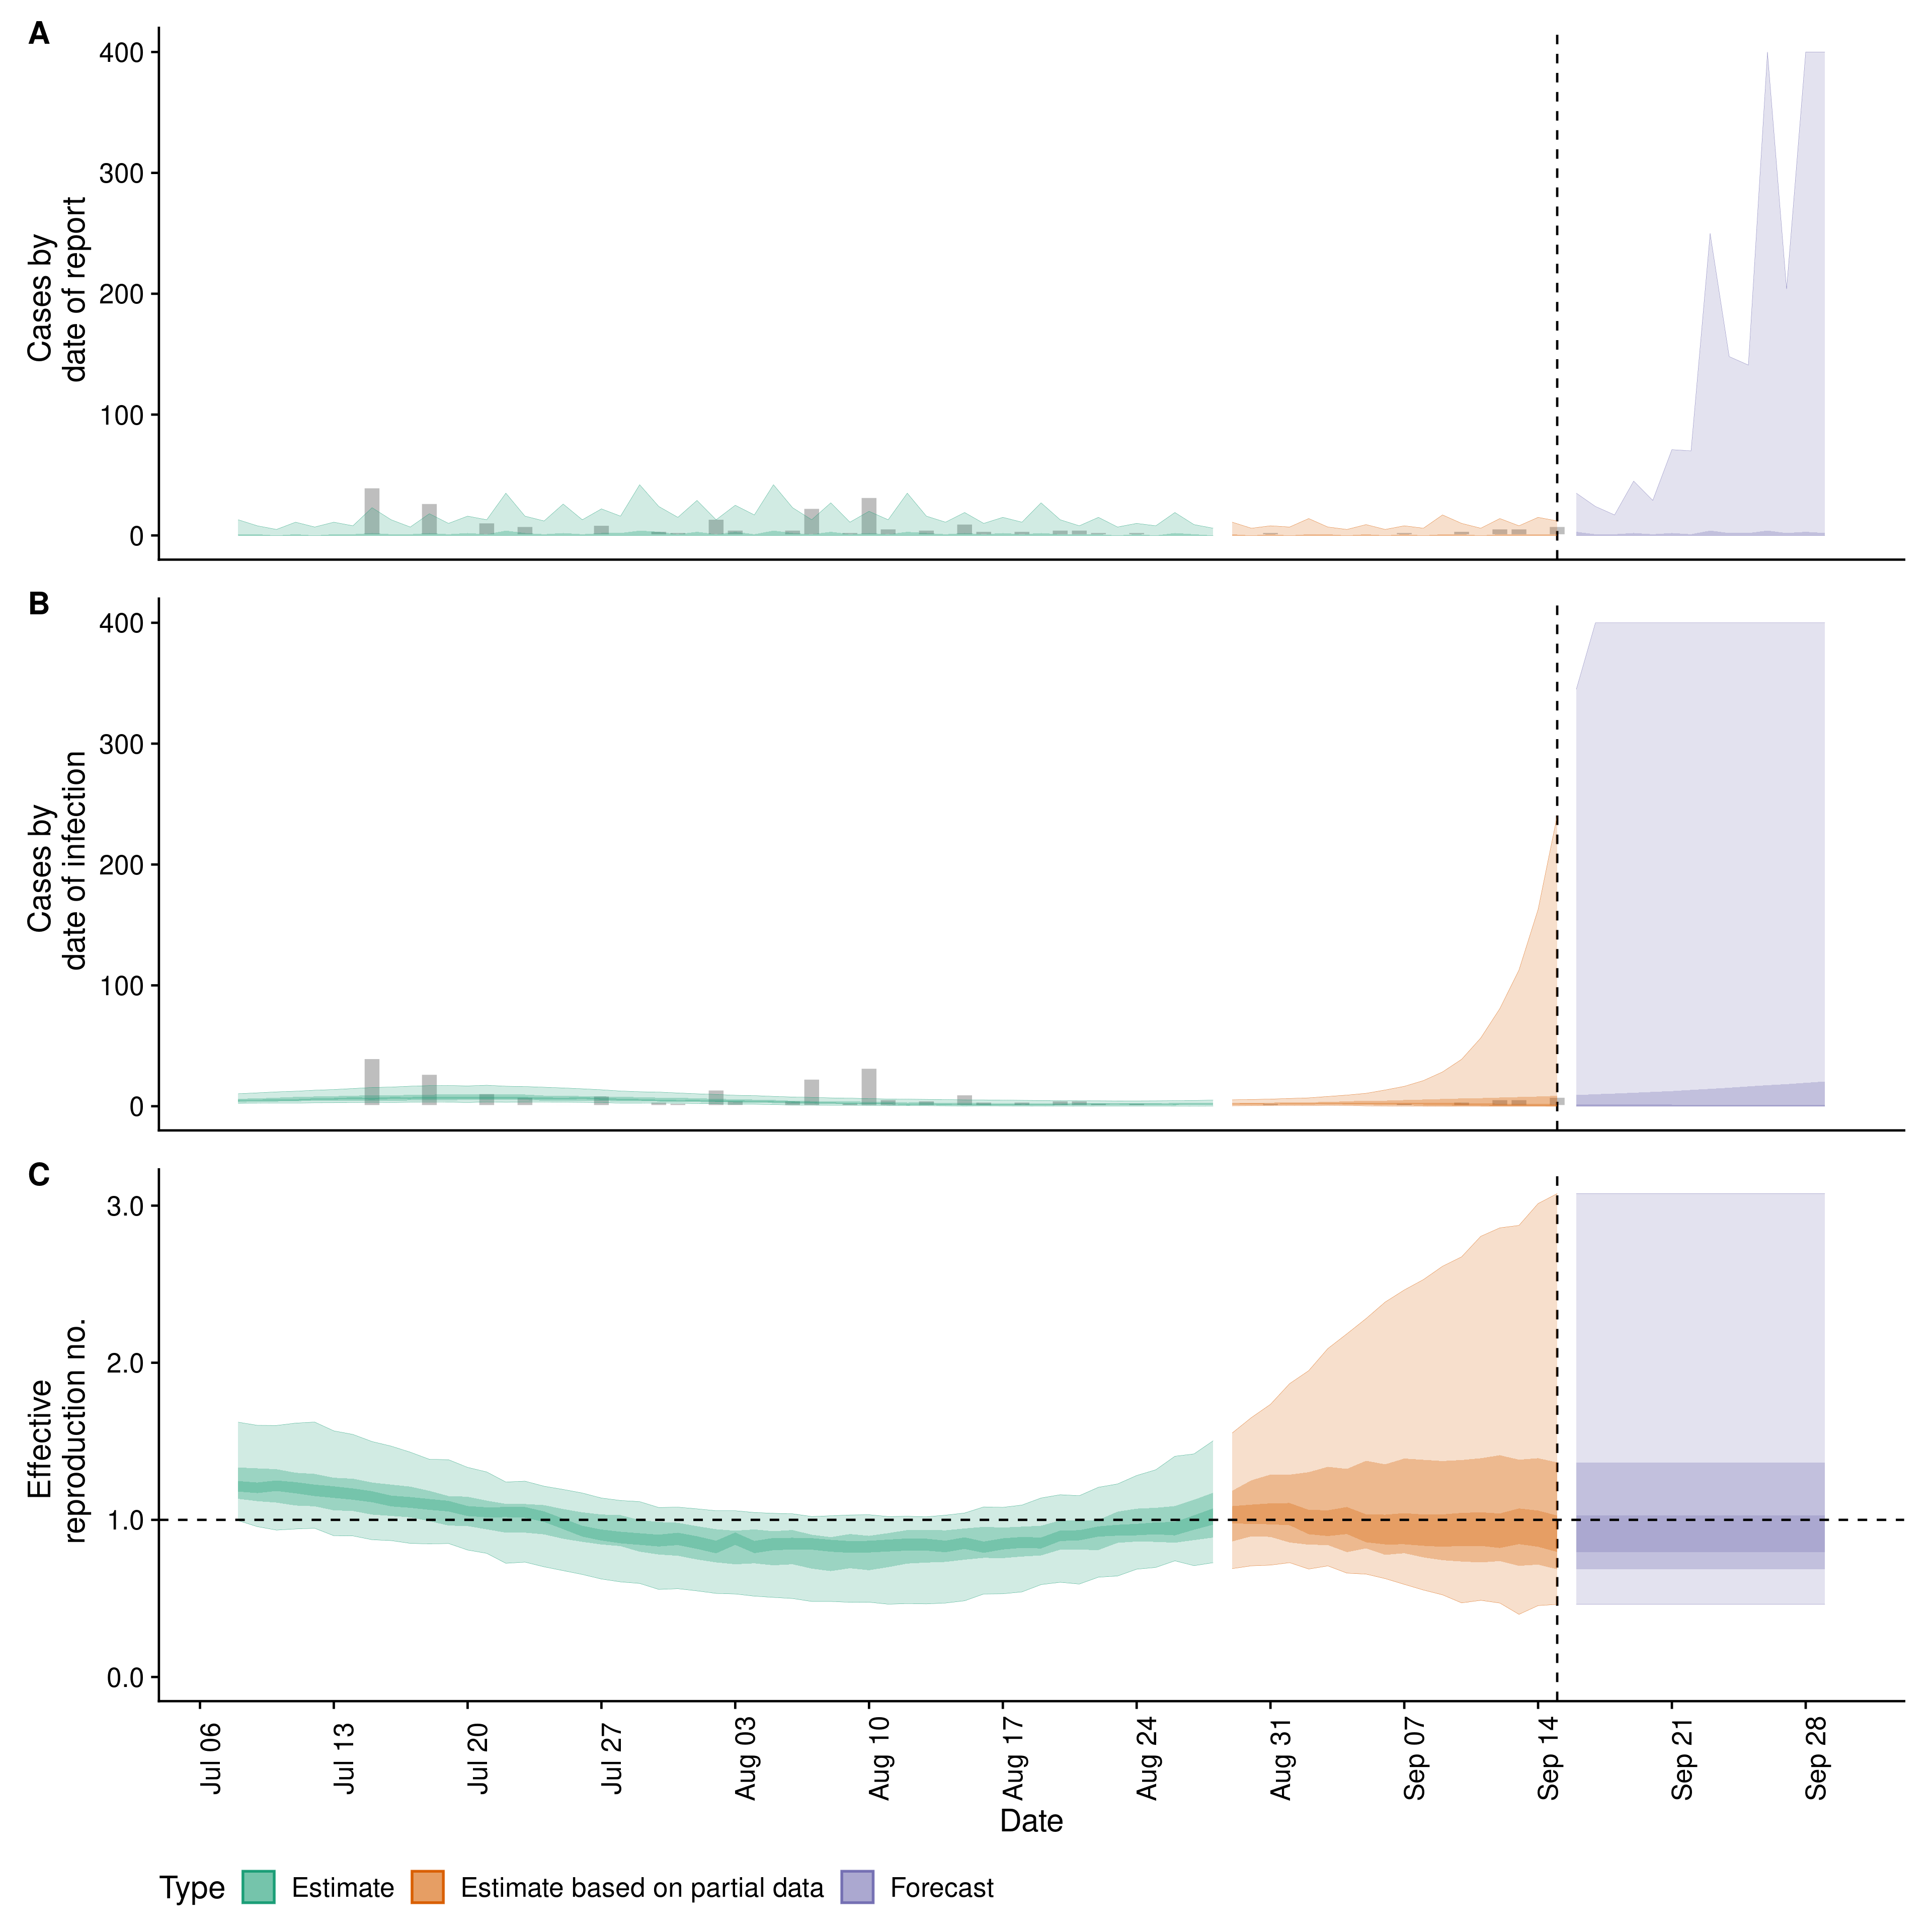 A
400
300
200
100
0
Cases by
date of report
B
400
300
200
100
0
Cases by
date of infection
C
3.0
2.0
1.0
0.0
Effective
reproduction no.
Jul 06
Jul 13
Jul 20
Jul 27
Aug 03
Aug 10
Aug 17
Aug 24
Aug 31
Sep 07
Sep 14
Sep 21
Sep 28
Date
Type Estimate Estimate based on partial data Forecast